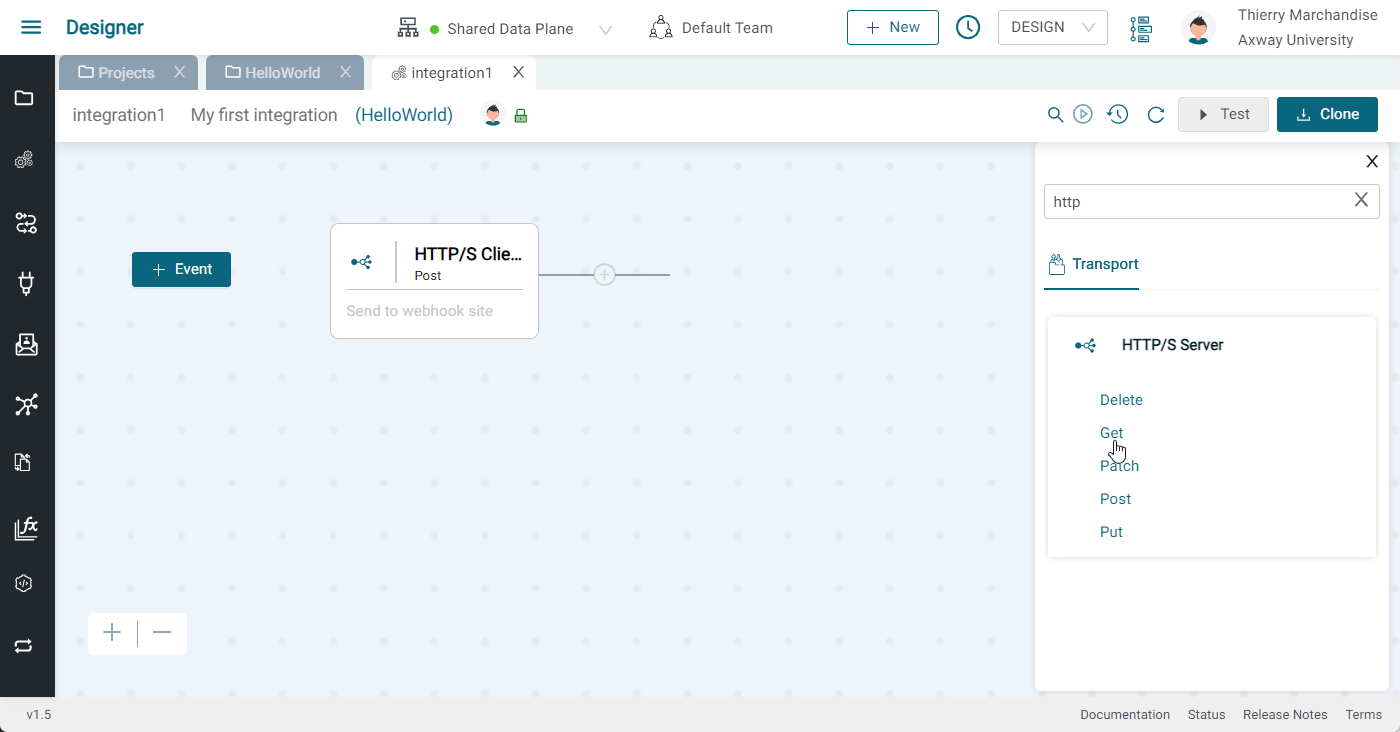 Designer
Shared Data Plane
Default Team
+ New
DESIGN
Thierry Marchandise
Axway University
Projects X
HelloWorld X
integration1 X
integration1 My first integration (HelloWorld)
Test
Clone
X
http X
Transport
HTTP/S Server
Delete
Get
Patch
Post
Put
+ Event
HTTP/S Clie...
Post
Send to webhook site
v1.5
Documentation Status Release Notes Terms